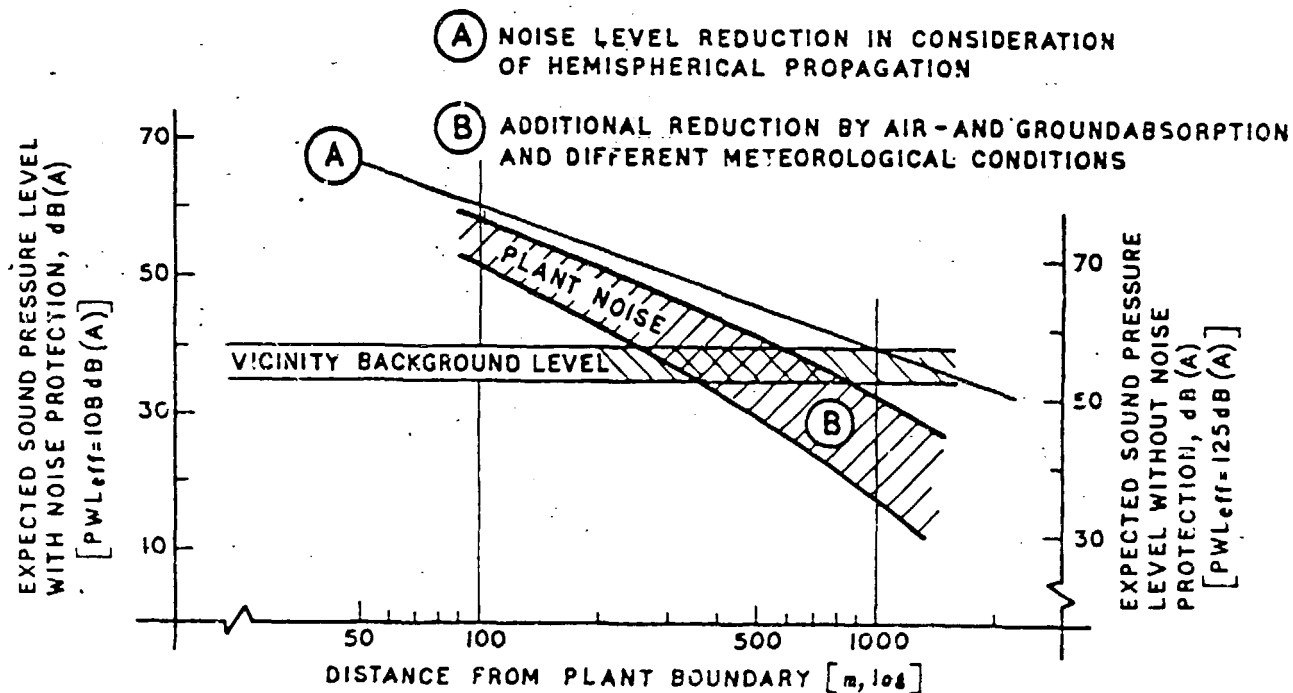 A NOISE LEVEL REDUCTION IN CONSIDERATION
OF HEMISPHERICAL PROPAGATION
B ADDITIONAL REDUCTION BY AIR-AND GROUNDABSORPTION
AND DIFFERENT METEOROLOGICAL CONDITIONS
EXPECTED SOUND PRESSURE LEVEL
WITH NOISE PROTECTION, dB(A)
[PWLeff=108dB(A)]
70
50
30
10
A
PLANT NOISE
VICINITY BACKGROUND LEVEL
B
70
50
30
EXPECTED SOUND PRESSURE
LEVEL WITHOUT NOISE
PROTECTION, dB(A)
[PWLeff=125dB(A)]
50 100 500 1000
DISTANCE FROM PLANT BOUNDARY [m, log]